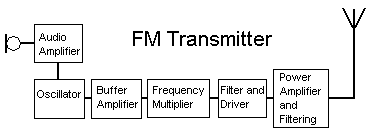 FM Transmitter
Audio
Amplifier
Oscillator
Buffer
Amplifier
Frequency
Multiplier
Filter and
Driver
Power
Amplifier
and
Filtering